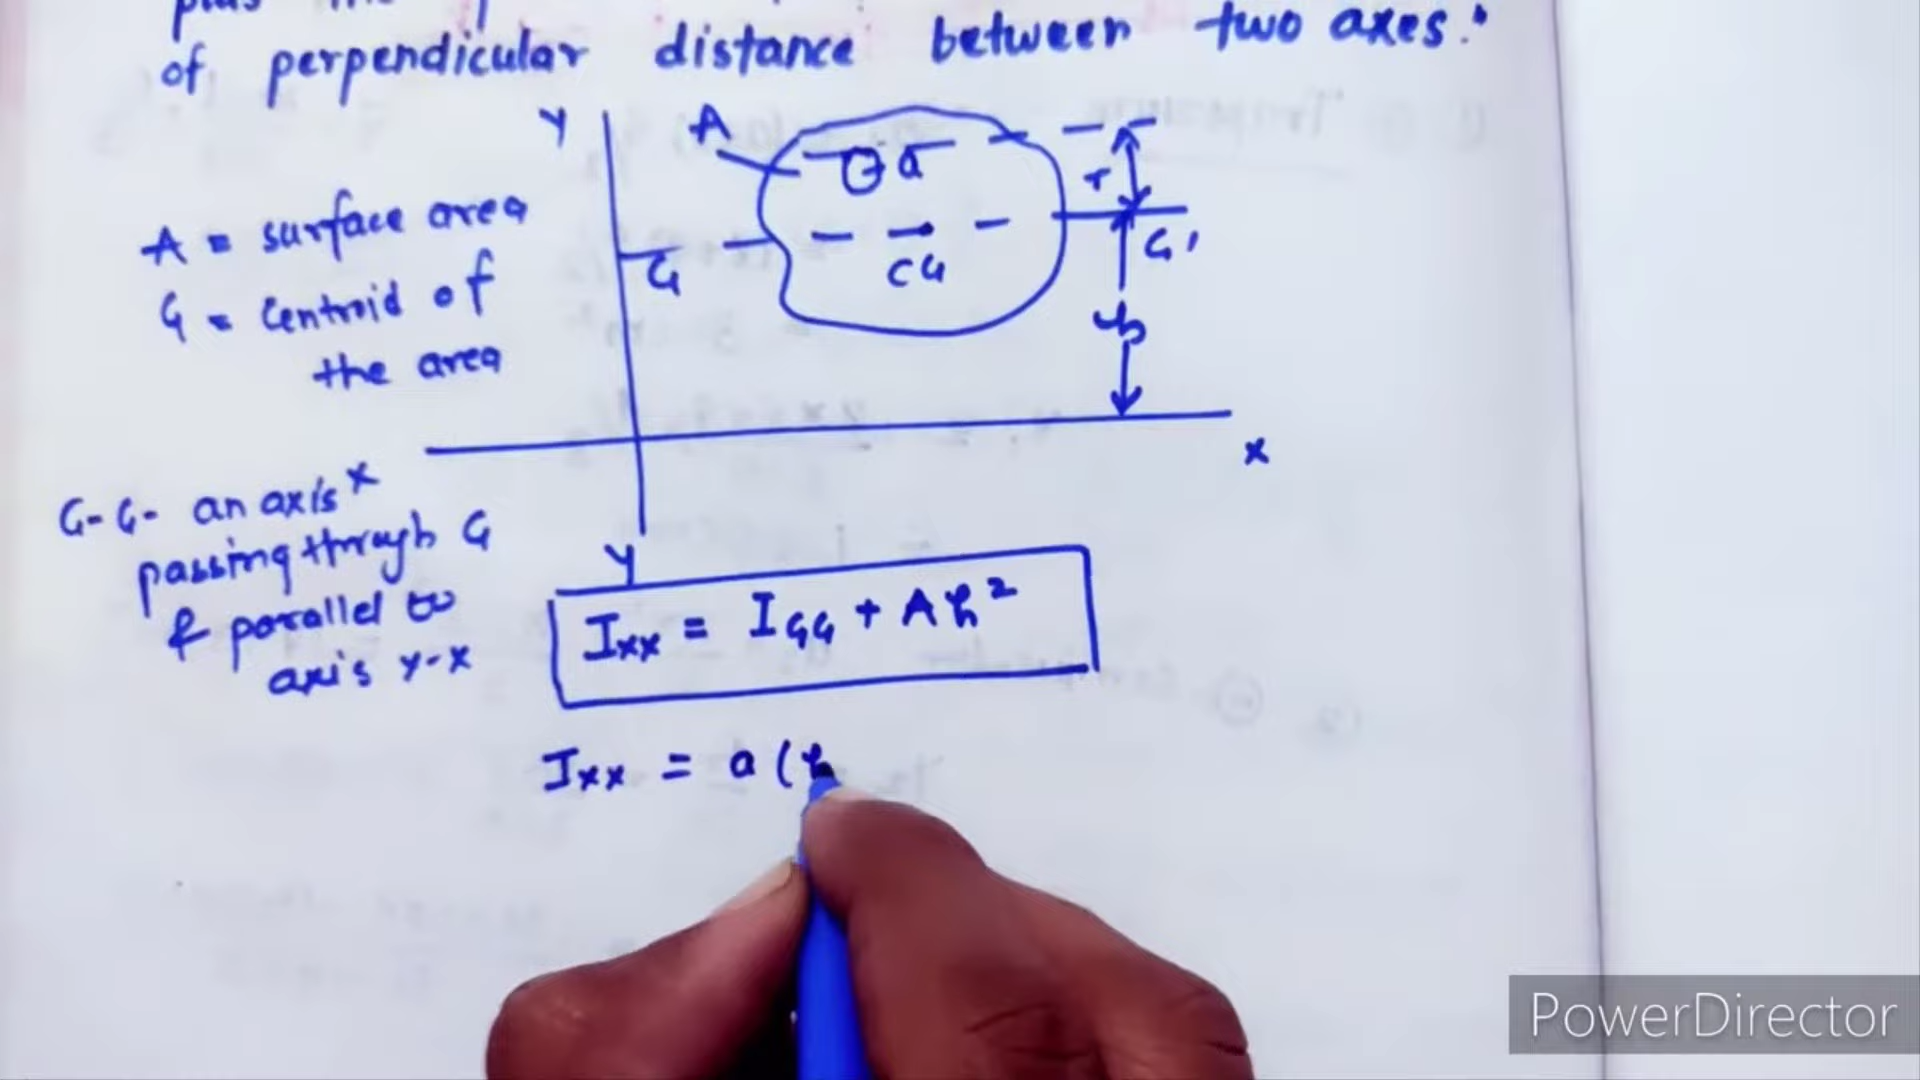 of perpendicular distance between two axes."
Y
A
a
r
A = surface area
G
CG
G'
G = centroid of
the area
h
x
x
G-G- an axis
passing through G
& parallel to
axis Y-X
Y
Ixx = IGG + Ah²
Ixx = a (h
PowerDirector